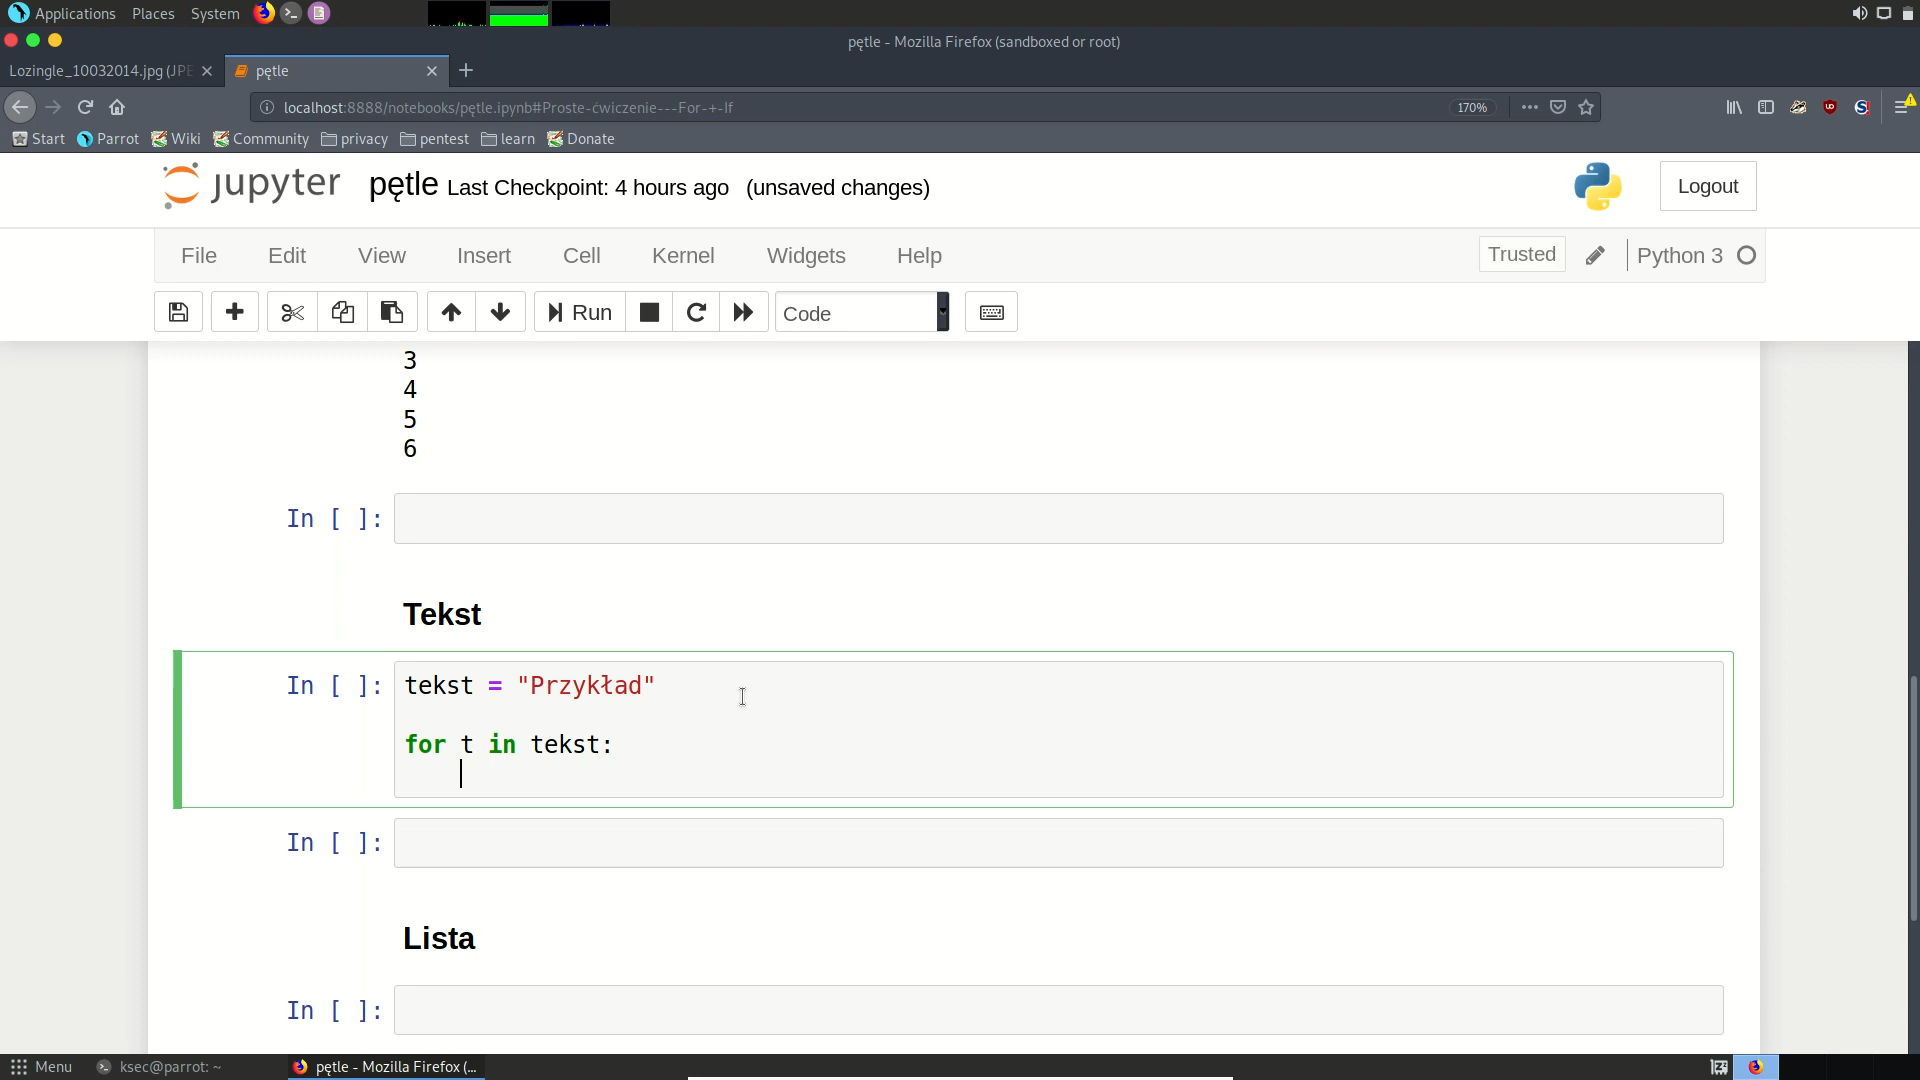 Applications Places System
pętle - Mozilla Firefox (sandboxed or root)
Lozingle_10032014.jpg (JPE
pętle
localhost:8888/notebooks/pętle.ipynb#Proste-ćwiczenie---For-+-If 170%
Start Parrot Wiki Community privacy pentest learn Donate
jupyter pętle Last Checkpoint: 4 hours ago (unsaved changes) Logout
File Edit View Insert Cell Kernel Widgets Help Trusted Python 3
Run Code
3
4
5
6
In [ ]:
Tekst
In [ ]: tekst = "Przykład"
for t in tekst:
In [ ]:
Lista
In [ ]:
Menu ksec@parrot: ~ pętle - Mozilla Firefox (...